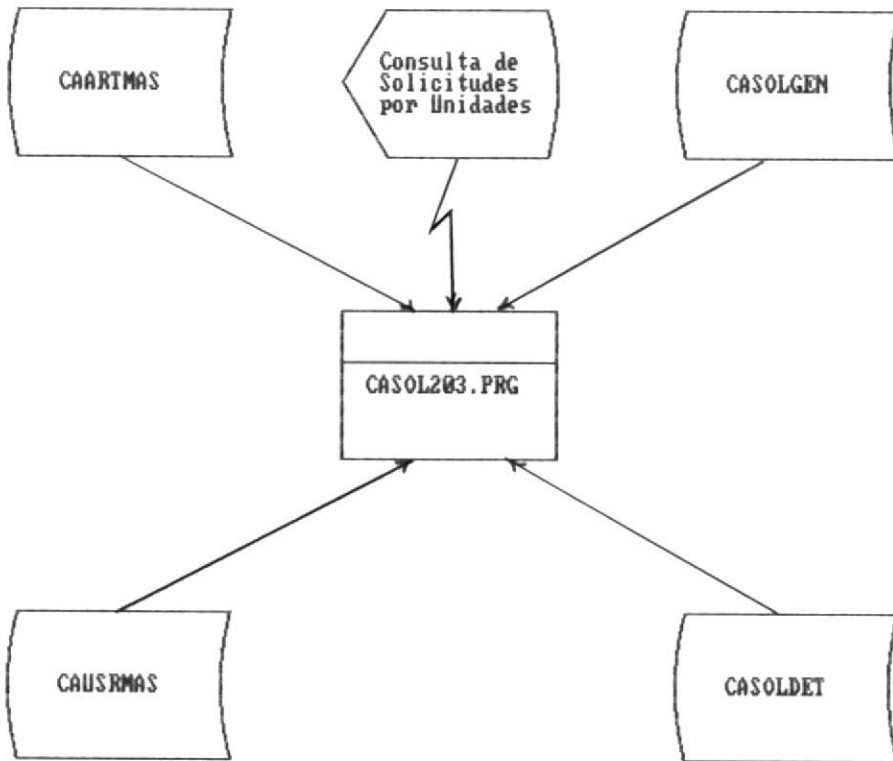 CAARTMAS
Consulta de
Solicitudes
por Unidades
CASOLGEN
CASOL203.PRG
CAUSRMAS
CASOLDET